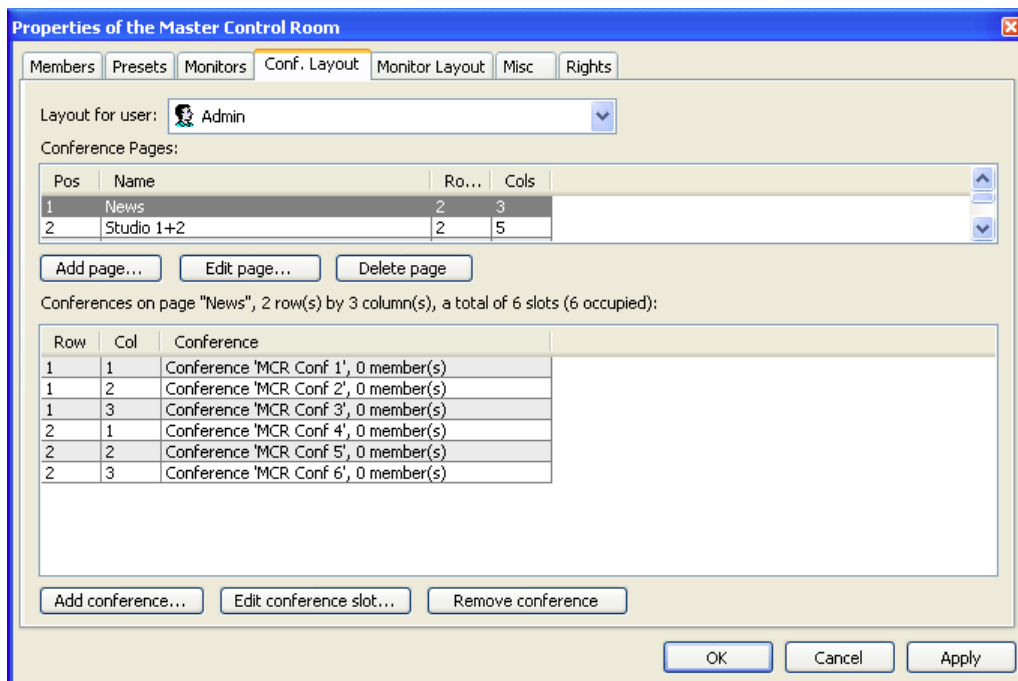 Properties of the Master Control Room
Members Presets Monitors Conf. Layout Monitor Layout Misc Rights
Layout for user: Admin
Conference Pages:
Pos Name Ro... Cols
1 News 2 3
2 Studio 1+2 2 5
Add page... Edit page... Delete page
Conferences on page "News", 2 row(s) by 3 column(s), a total of 6 slots (6 occupied):
Row Col Conference
1 1 Conference 'MCR Conf 1', 0 member(s)
1 2 Conference 'MCR Conf 2', 0 member(s)
1 3 Conference 'MCR Conf 3', 0 member(s)
2 1 Conference 'MCR Conf 4', 0 member(s)
2 2 Conference 'MCR Conf 5', 0 member(s)
2 3 Conference 'MCR Conf 6', 0 member(s)
Add conference... Edit conference slot... Remove conference
OK Cancel Apply